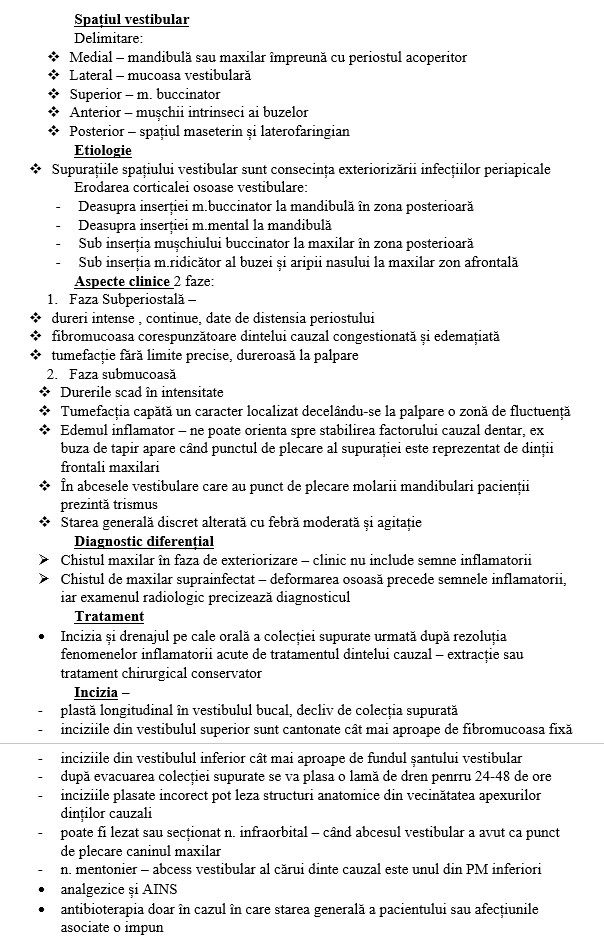 Spațiul vestibular
Delimitare:
❖ Medial – mandibulă sau maxilar împreună cu periostul acoperitor
❖ Lateral – mucoasa vestibulară
❖ Superior – m. buccinator
❖ Anterior – mușchii intrinseci ai buzelor
❖ Posterior – spațiul maseterin și laterofaringian
Etiologie
❖ Supurațiile spațiului vestibular sunt consecința exteriorizării infecțiilor periapicale
Erodarea corticalei osoase vestibulare:
- Deasupra inserției m.buccinator la mandibulă în zona posterioară
- Deasupra inserției m.mental la mandibulă
- Sub inserția mușchiului buccinator la maxilar în zona posterioară
- Sub inserția m.ridicător al buzei și aripii nasului la maxilar zon afrontală
Aspecte clinice 2 faze:
1. Faza Subperiostală –
❖ dureri intense , continue, date de distensia periostului
❖ fibromucoasa corespunzătoare dintelui cauzal congestionată și edemațiată
❖ tumefacție fără limite precise, dureroasă la palpare
2. Faza submucoasă
❖ Durerile scad în intensitate
❖ Tumefacția capătă un caracter localizat decelându-se la palpare o zonă de fluctuență
❖ Edemul inflamator – ne poate orienta spre stabilirea factorului cauzal dentar, ex
buza de tapir apare când punctul de plecare al supurației este reprezentat de dinții
frontali maxilari
❖ În abcesele vestibulare care au punct de plecare molarii mandibulari pacienții
prezintă trismus
❖ Starea generală discret alterată cu febră moderată și agitație
Diagnostic diferențial
➤ Chistul maxilar în faza de exteriorizare – clinic nu include semne inflamatorii
➤ Chistul de maxilar suprainfectat – deformarea osoasă precede semnele inflamatorii,
iar examenul radiologic precizează diagnosticul
Tratament
• Incizia și drenajul pe cale orală a colecției supurate urmată după rezoluția
fenomenelor inflamatorii acute de tratamentul dintelui cauzal – extracție sau
tratament chirurgical conservator
Incizia –
- plastă longitudinal în vestibulul bucal, decliv de colecția supurată
- inciziile din vestibulul superior sunt cantonate cât mai aproape de fibromucoasa fixă
- inciziile din vestibulul inferior cât mai aproape de fundul șantului vestibular
- după evacuarea colecției supurate se va plasa o lamă de dren penrru 24-48 de ore
- inciziile plasate incorect pot leza structuri anatomice din vecinătatea apexurilor
dinților cauzali
- poate fi lezat sau secționat n. infraorbital – când abcesul vestibular a avut ca punct
de plecare caninul maxilar
- n. mentonier – abcess vestibular al cărui dinte cauzal este unul din PM inferiori
• analgezice și AINS
• antibioterapia doar în cazul în care starea generală a pacientului sau afecțiunile
asociate o impun